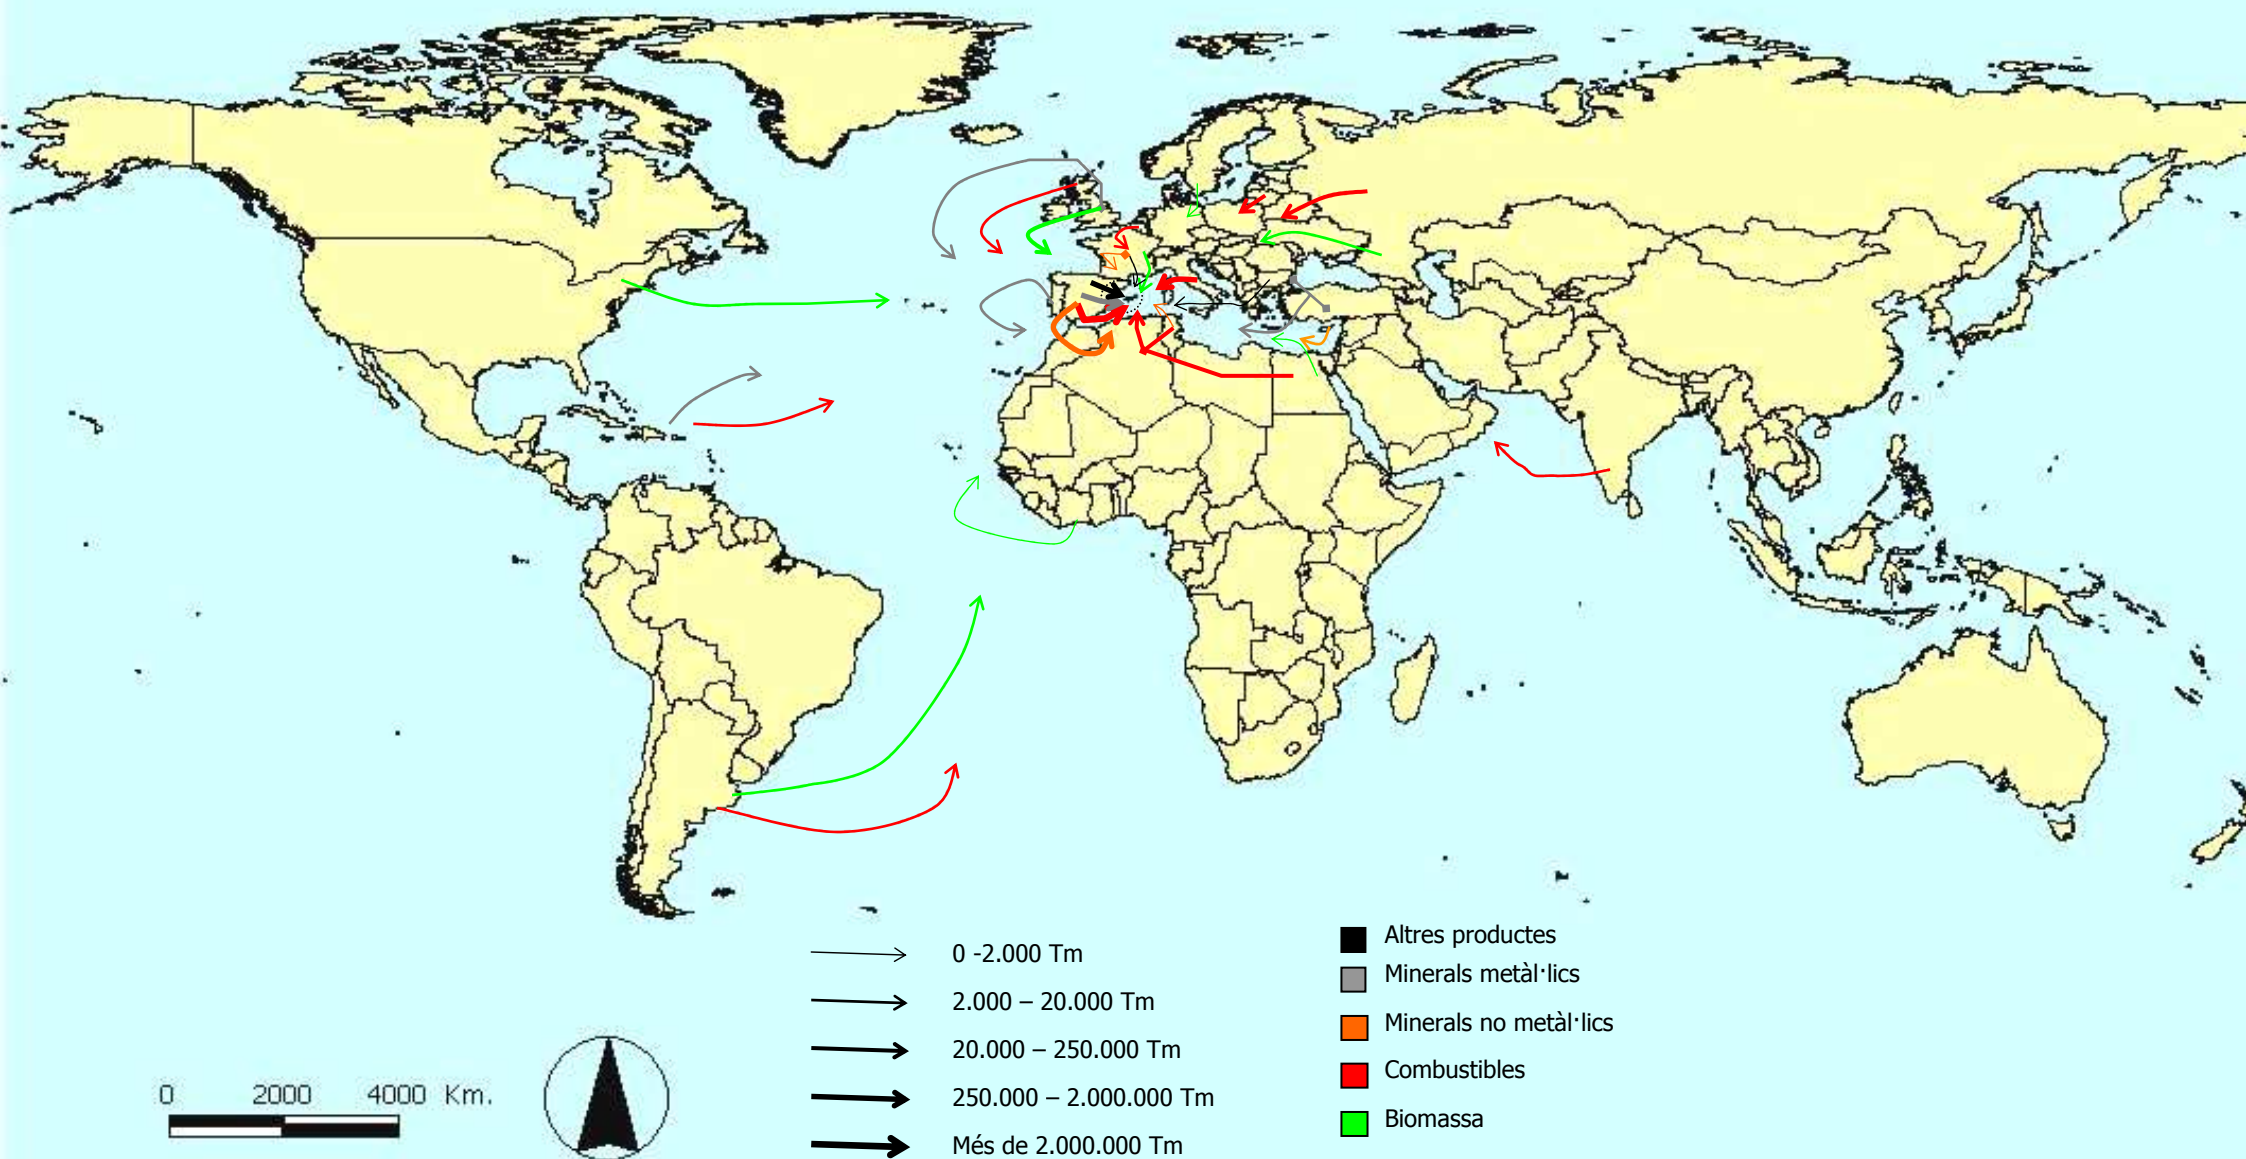 0 -2.000 Tm
2.000 – 20.000 Tm
20.000 – 250.000 Tm
250.000 – 2.000.000 Tm
Més de 2.000.000 Tm
Altres productes
Minerals metàl·lics
Minerals no metàl·lics
Combustibles
Biomassa
0 2000 4000 Km.